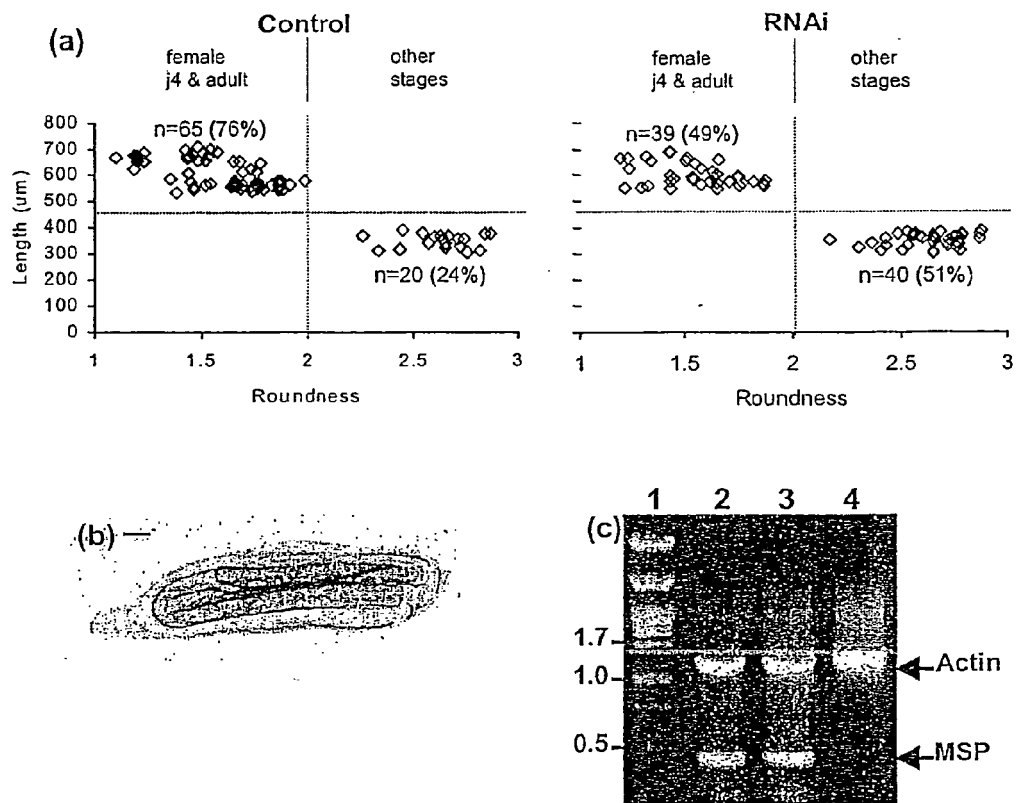 (a)
Control
RNAi
female
j4 & adult
other
stages
female
j4 & adult
other
stages
n=65 (76%)
n=39 (49%)
800
700
600
500
400
300
200
100
0
Length (um)
n=20 (24%)
n=40 (51%)
1
1.5
2
2.5
3
1
1.5
2
2.5
3
Roundness
Roundness
(b)
(c)
1
2
3
4
1.7
1.0
0.5
Actin
MSP